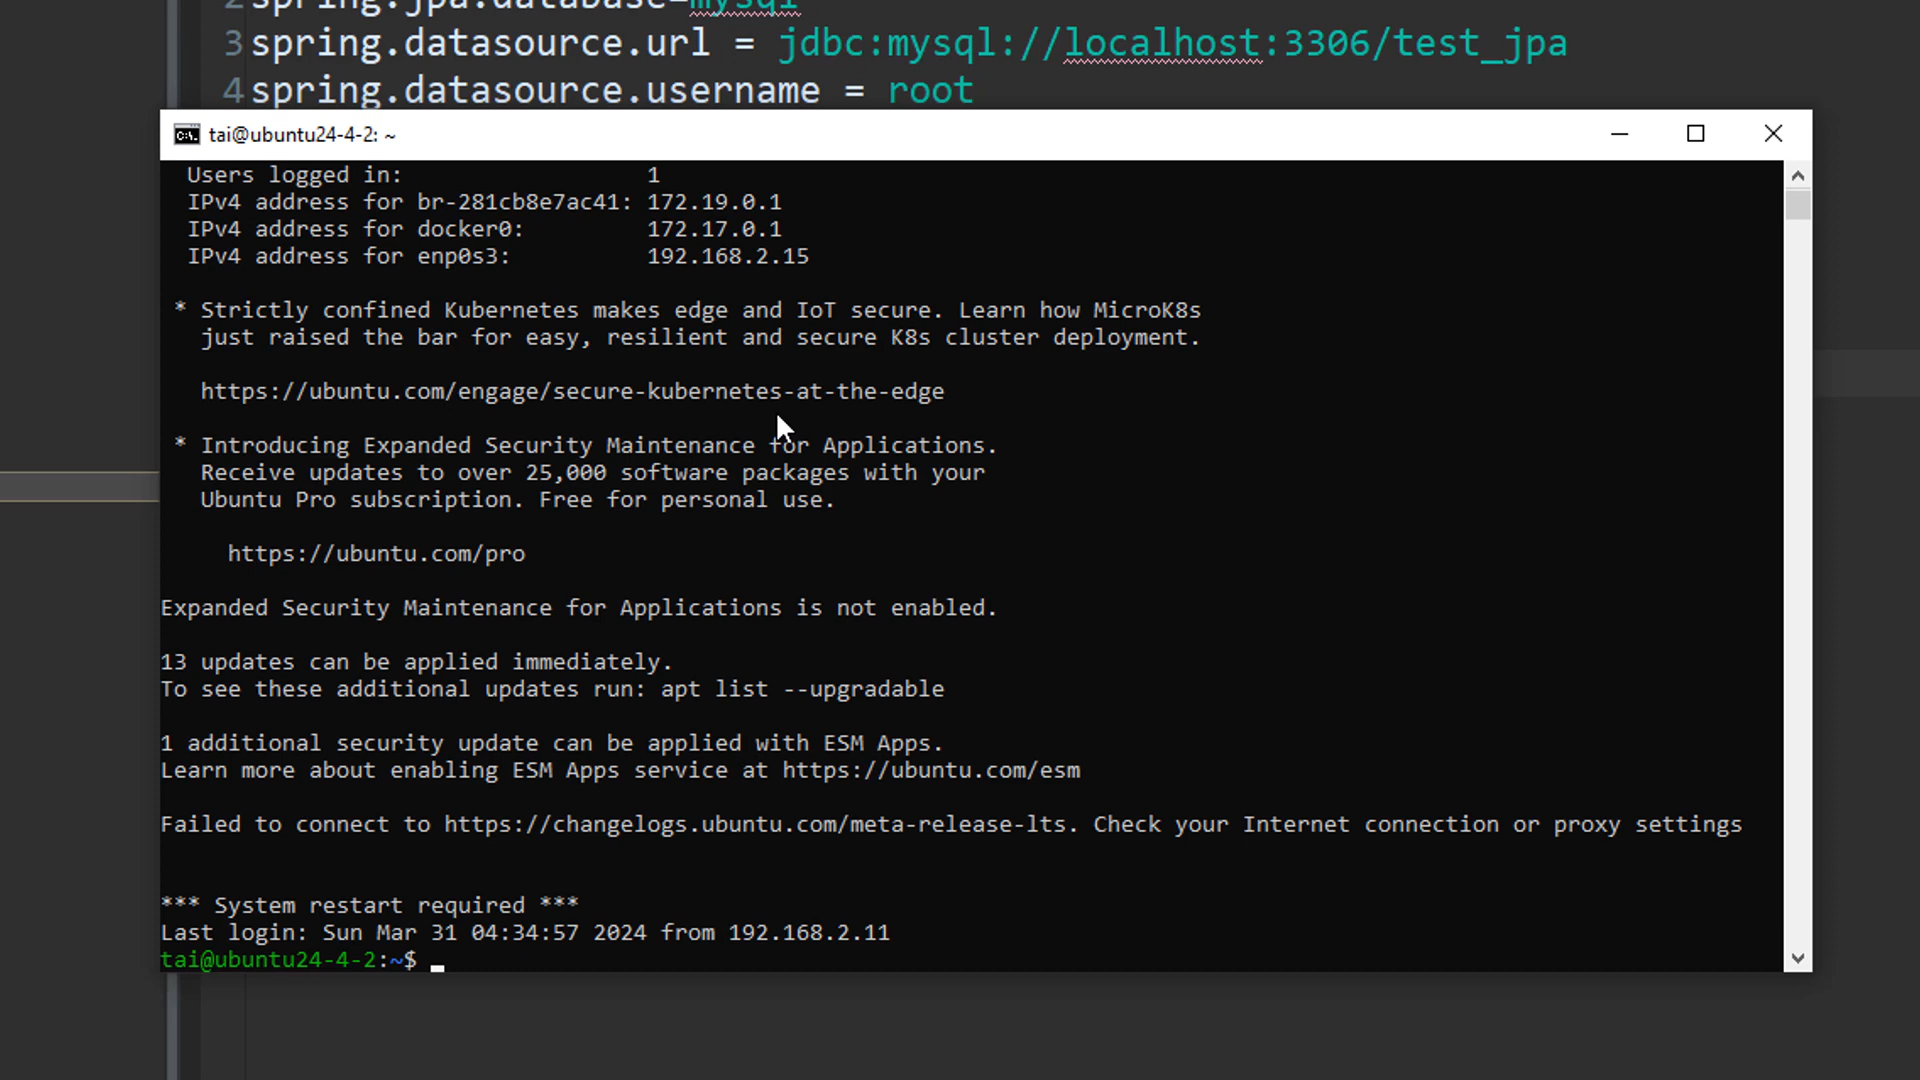 2 spring.jpa.database=mysql
3 spring.datasource.url = jdbc:mysql://localhost:3306/test_jpa
4 spring.datasource.username = root
tai@ubuntu24-4-2: ~
Users logged in: 1
IPv4 address for br-281cb8e7ac41: 172.19.0.1
IPv4 address for docker0: 172.17.0.1
IPv4 address for enp0s3: 192.168.2.15
* Strictly confined Kubernetes makes edge and IoT secure. Learn how MicroK8s
just raised the bar for easy, resilient and secure K8s cluster deployment.
https://ubuntu.com/engage/secure-kubernetes-at-the-edge
* Introducing Expanded Security Maintenance for Applications.
Receive updates to over 25,000 software packages with your
Ubuntu Pro subscription. Free for personal use.
https://ubuntu.com/pro
Expanded Security Maintenance for Applications is not enabled.
13 updates can be applied immediately.
To see these additional updates run: apt list --upgradable
1 additional security update can be applied with ESM Apps.
Learn more about enabling ESM Apps service at https://ubuntu.com/esm
Failed to connect to https://changelogs.ubuntu.com/meta-release-lts. Check your Internet connection or proxy settings
*** System restart required ***
Last login: Sun Mar 31 04:34:57 2024 from 192.168.2.11
tai@ubuntu24-4-2:~$